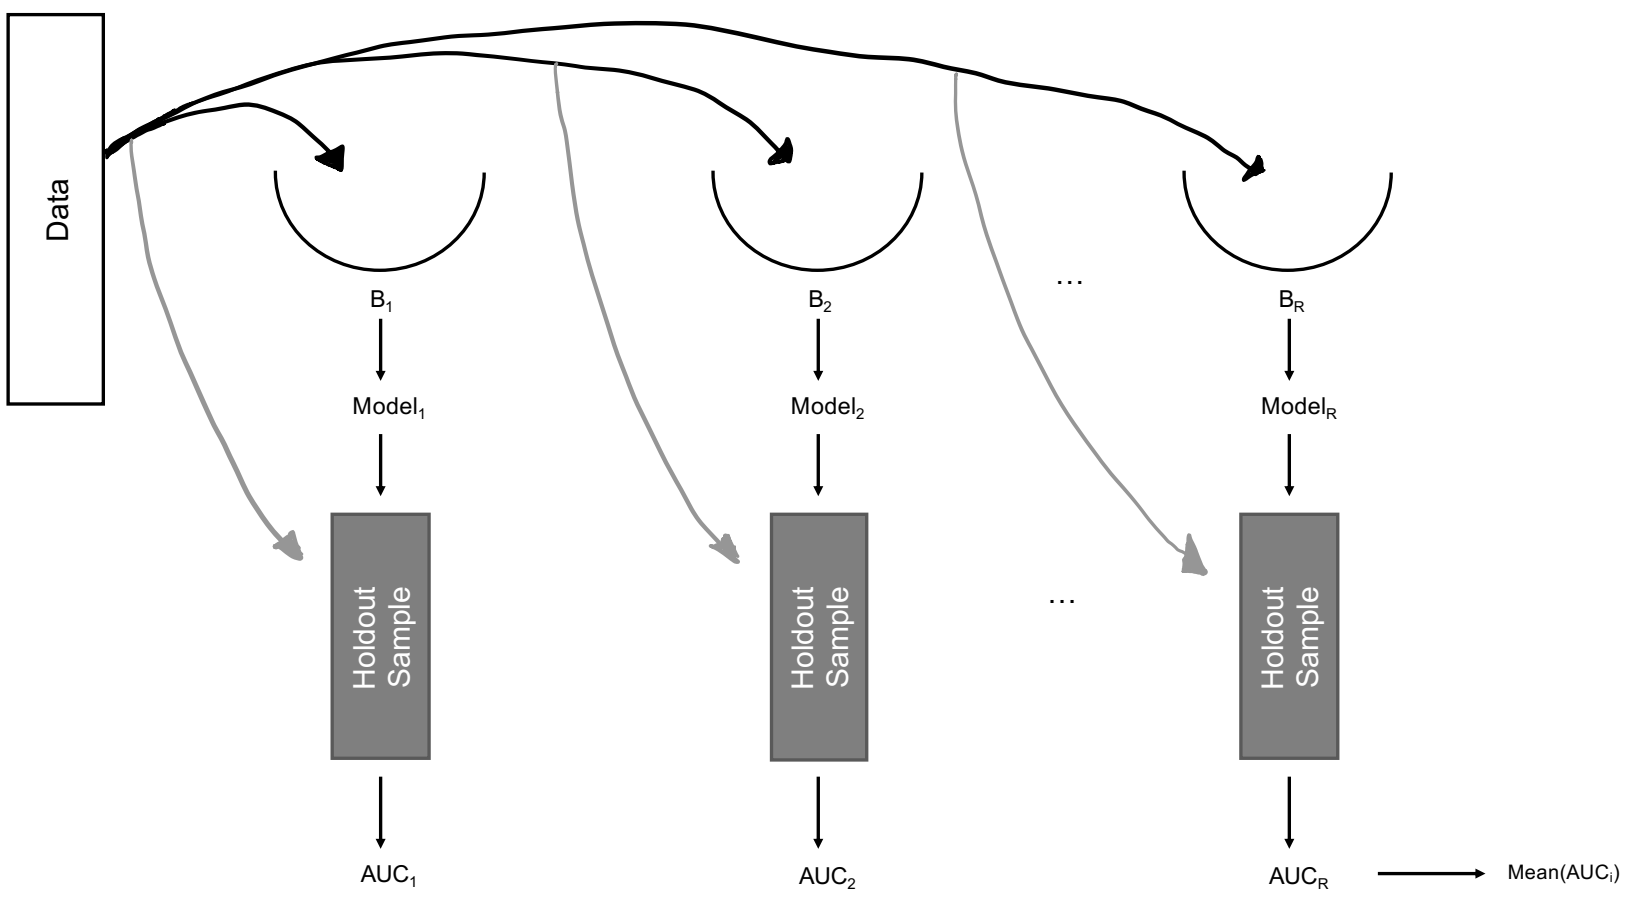 Data
B1
B2
...
BR
Model1
Model2
ModelR
Holdout
Sample
Holdout
Sample
...
Holdout
Sample
AUC1
AUC2
AUCR
Mean(AUCi)